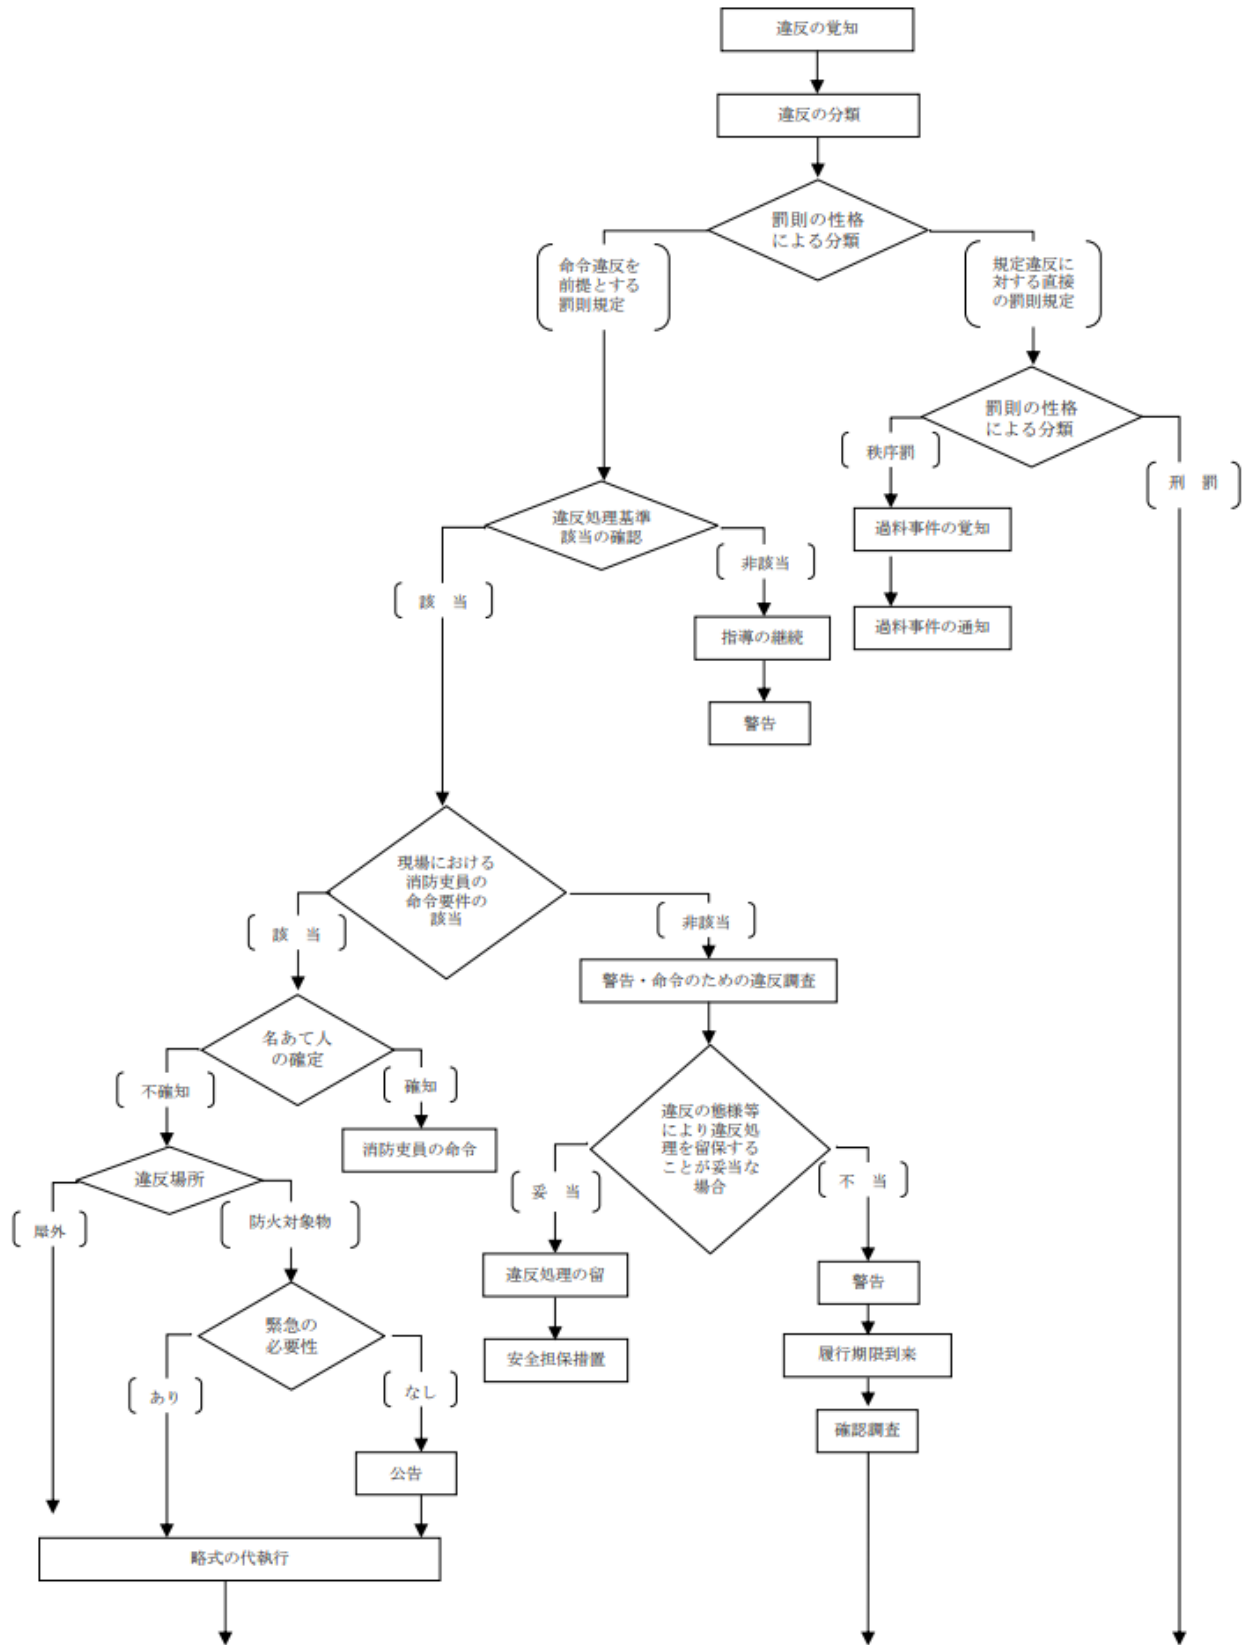 違反の覚知
違反の分類
罰則の性格
による分類
命令違反を
前提とする
罰則規定
規定違反に
対する直接
の罰則規定
罰則の性格
による分類
秩序罰
刑　罰
過料事件の覚知
過料事件の通知
違反処理基準
該当の確認
該　当
非該当
指導の継続
警告
現場における
消防吏員の
命令要件の
該当
該　当
非該当
警告・命令のための違反調査
名あて人
の確定
不確知
確知
消防吏員の命令
違反場所
屋外
防火対象物
緊急の
必要性
あり
なし
公告
略式の代執行
違反の態様等
により違反処
理を留保する
ことが妥当な
場合
妥　当
不　当
違反処理の留
安全担保措置
警告
履行期限到来
確認調査